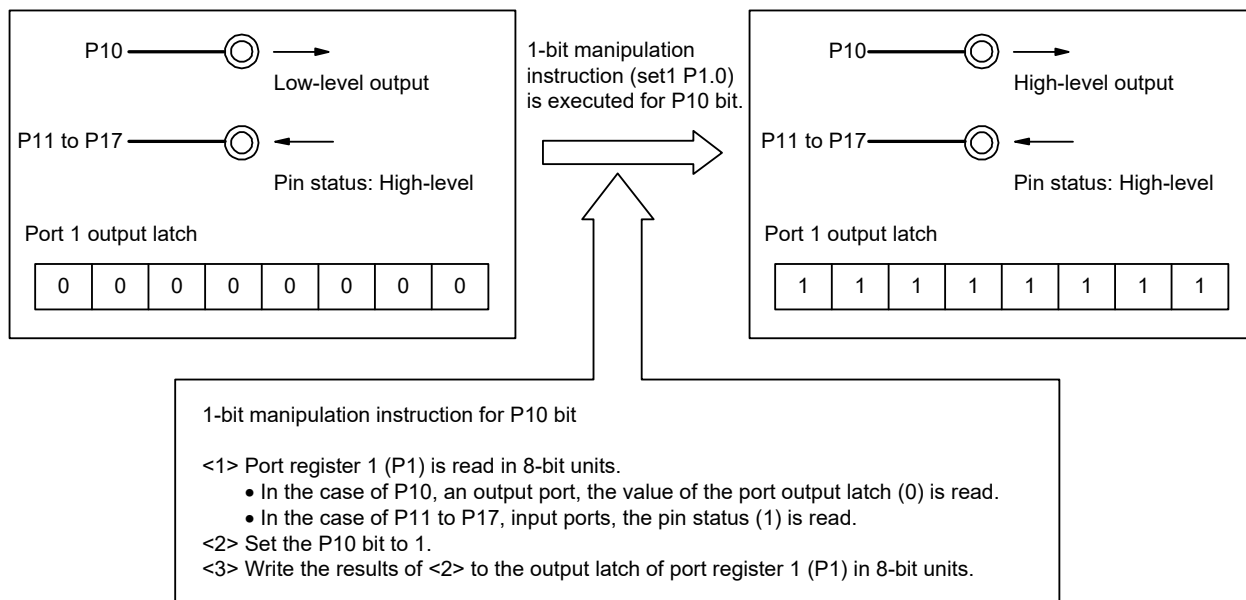 P10
Low-level output
P11 to P17
Pin status: High-level
Port 1 output latch
0 0 0 0 0 0 0 0
1-bit manipulation
instruction (set1 P1.0)
is executed for P10 bit.
P10
High-level output
P11 to P17
Pin status: High-level
Port 1 output latch
1 1 1 1 1 1 1 1
1-bit manipulation instruction for P10 bit
<1> Port register 1 (P1) is read in 8-bit units.
• In the case of P10, an output port, the value of the port output latch (0) is read.
• In the case of P11 to P17, input ports, the pin status (1) is read.
<2> Set the P10 bit to 1.
<3> Write the results of <2> to the output latch of port register 1 (P1) in 8-bit units.